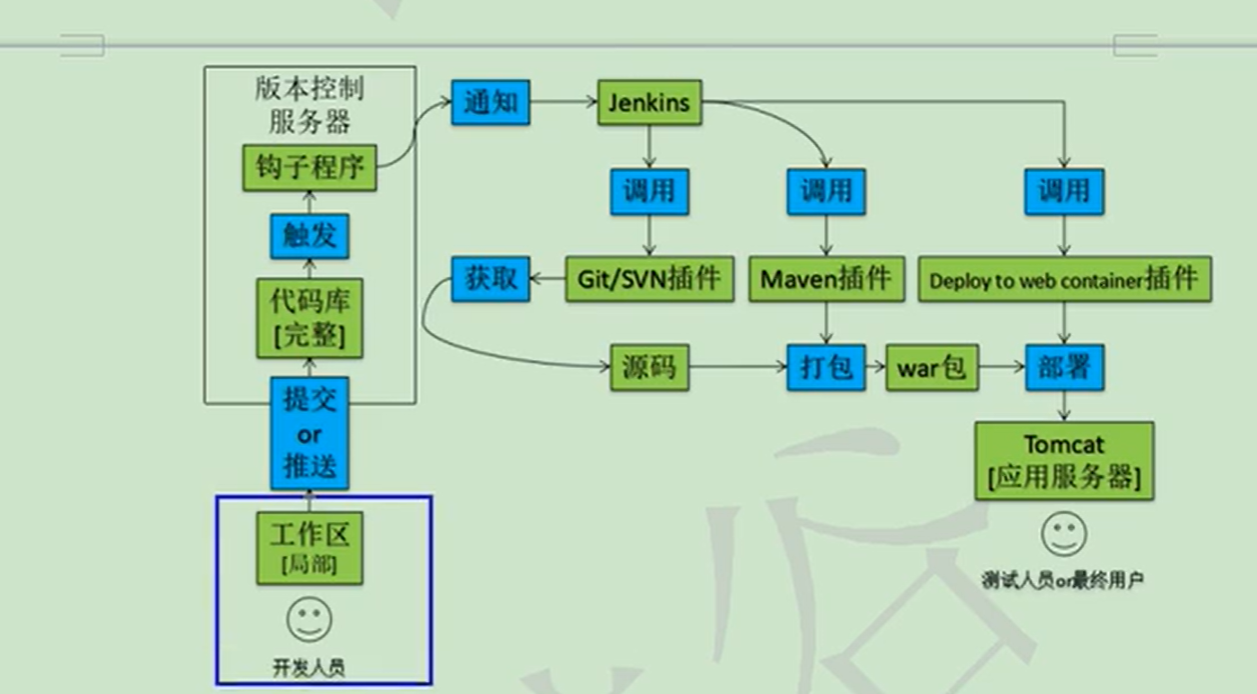 版本控制
服务器
钩子程序
触发
代码库
[完整]
提交
or
推送
工作区
[局部]
开发人员
通知
Jenkins
调用
调用
调用
获取
Git/SVN插件
Maven插件
Deploy to web container插件
源码
打包
war包
部署
Tomcat
[应用服务器]
测试人员or最终用户